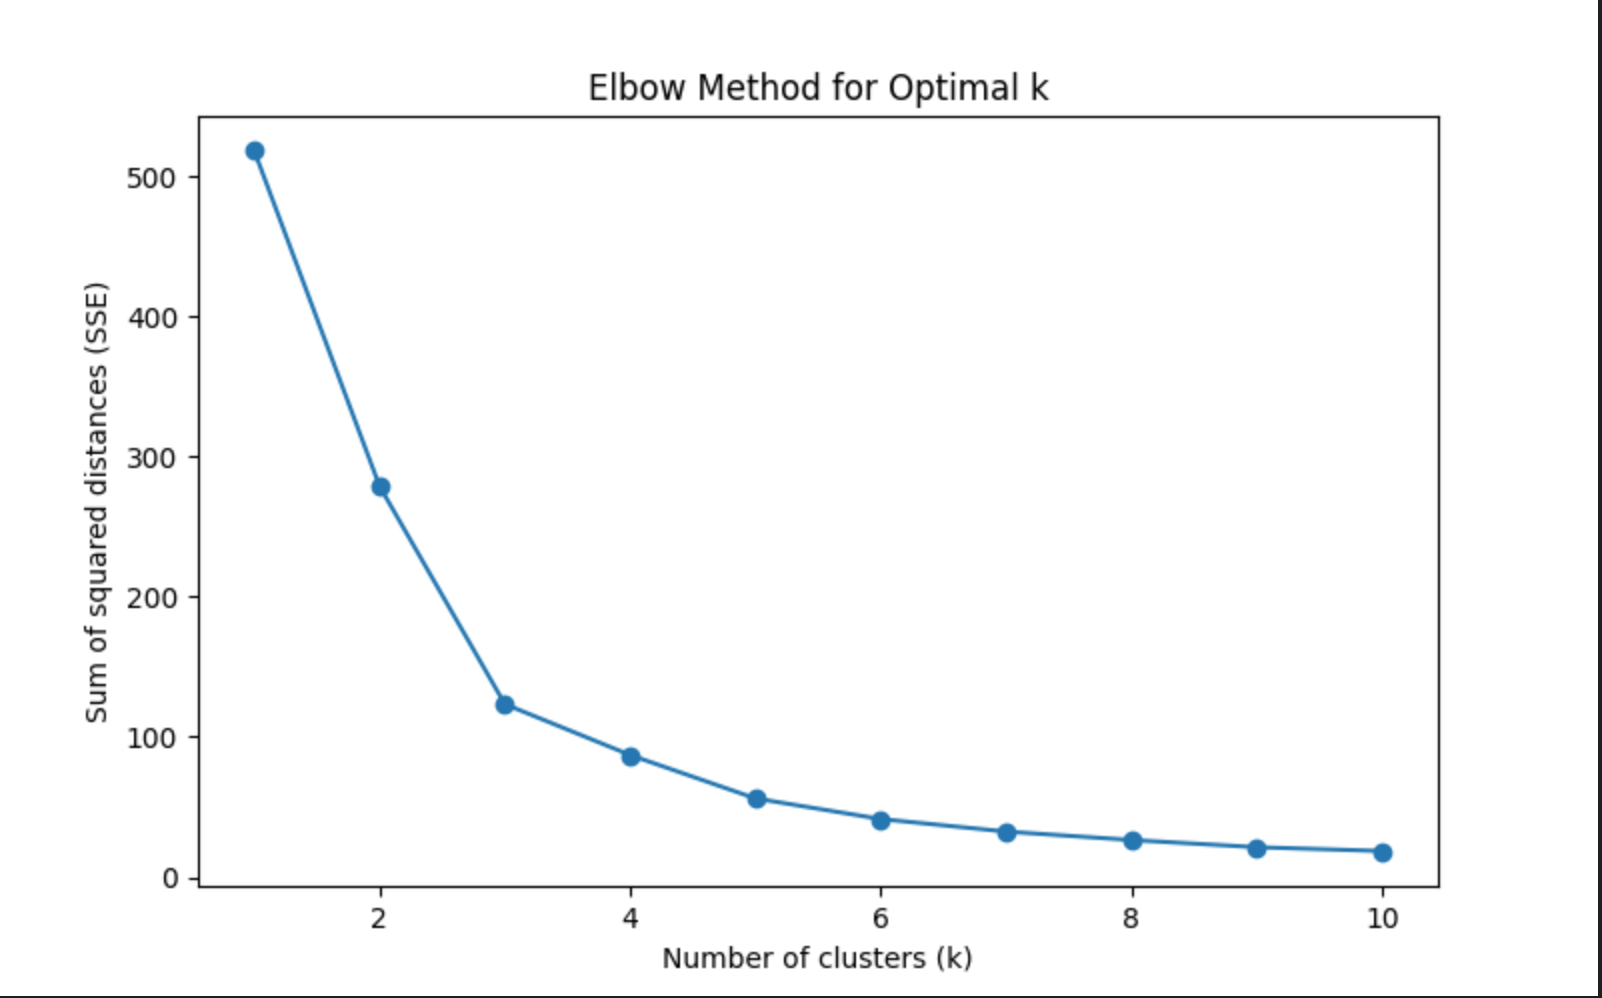 Elbow Method for Optimal k
Sum of squared distances (SSE)
500
400
300
200
100
0
2 4 6 8 10
Number of clusters (k)